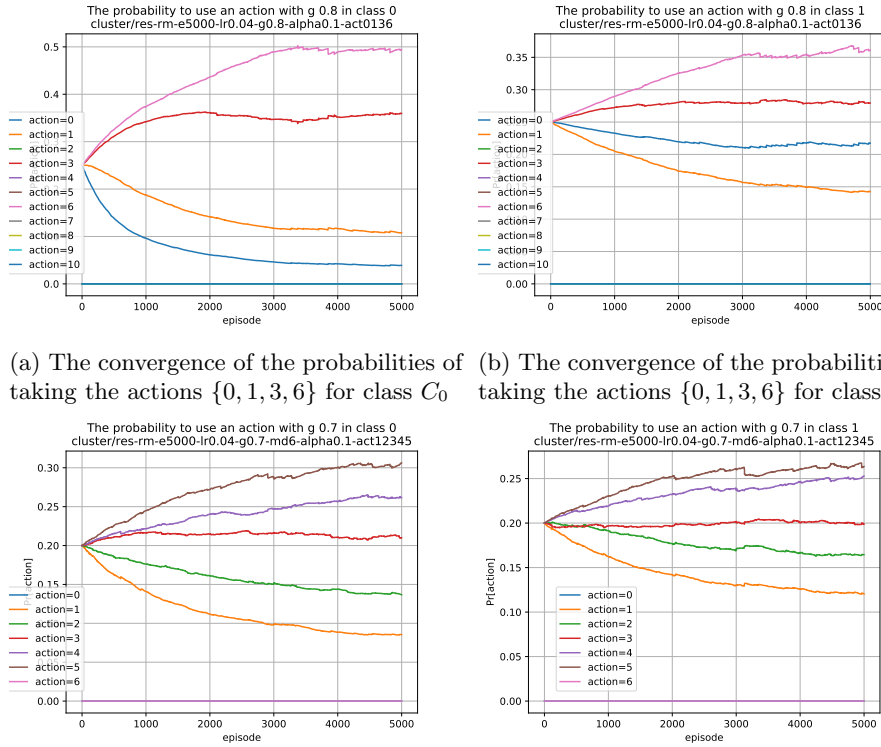 The probability to use an action with g 0.8 in class 0
cluster/res-rm-e5000-lr0.04-g0.8-alpha0.1-act0136
0.5
0.4
0.0
action=0
action=1
action=2
action=3
action=4
action=5
action=6
action=7
action=8
action=9
action=10
0
1000
2000
3000
4000
5000
episode
The probability to use an action with g 0.8 in class 1
cluster/res-rm-e5000-lr0.04-g0.8-alpha0.1-act0136
0.35
0.30
0.00
action=0
action=1
action=2
action=3
action=4
action=5
action=6
action=7
action=8
action=9
action=10
0
1000
2000
3000
4000
5000
episode
(a) The convergence of the probabilities of
taking the actions {0, 1, 3, 6} for class C₀
(b) The convergence of the probabiliti
taking the actions {0, 1, 3, 6} for class
The probability to use an action with g 0.7 in class 0
cluster/res-rm-e5000-lr0.04-g0.7-md6-alpha0.1-act12345
0.30
0.25
0.20
0.15
0.00
Pr[action]
action=0
action=1
action=2
action=3
action=4
action=5
action=6
0
1000
2000
3000
4000
5000
episode
The probability to use an action with g 0.7 in class 1
cluster/res-rm-e5000-lr0.04-g0.7-md6-alpha0.1-act12345
0.25
0.20
0.15
0.10
0.05
0.00
Pr[action]
action=0
action=1
action=2
action=3
action=4
action=5
action=6
0
1000
2000
3000
4000
5000
episode